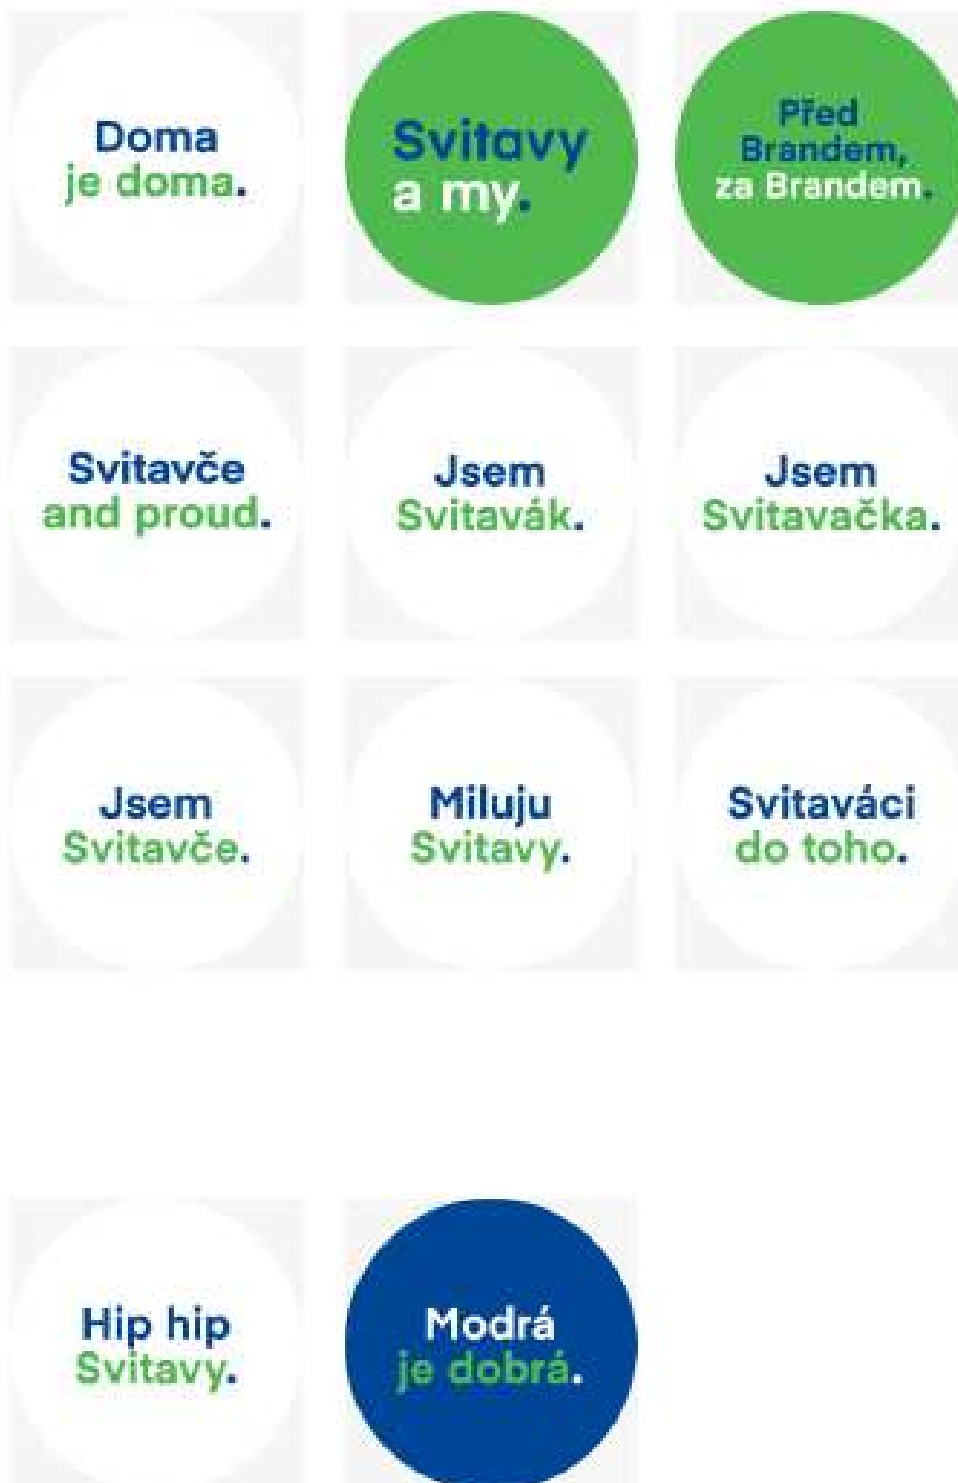 Doma
je doma.
Svitavy
a my.
Před
Brandem,
za Brandem.
Svitavče
and proud.
Jsem
Svitavák.
Jsem
Svitavačka.
Jsem
Svitavče.
Miluju
Svitavy.
Svitaváci
do toho.
Hip hip
Svitavy.
Modrá
je dobrá.